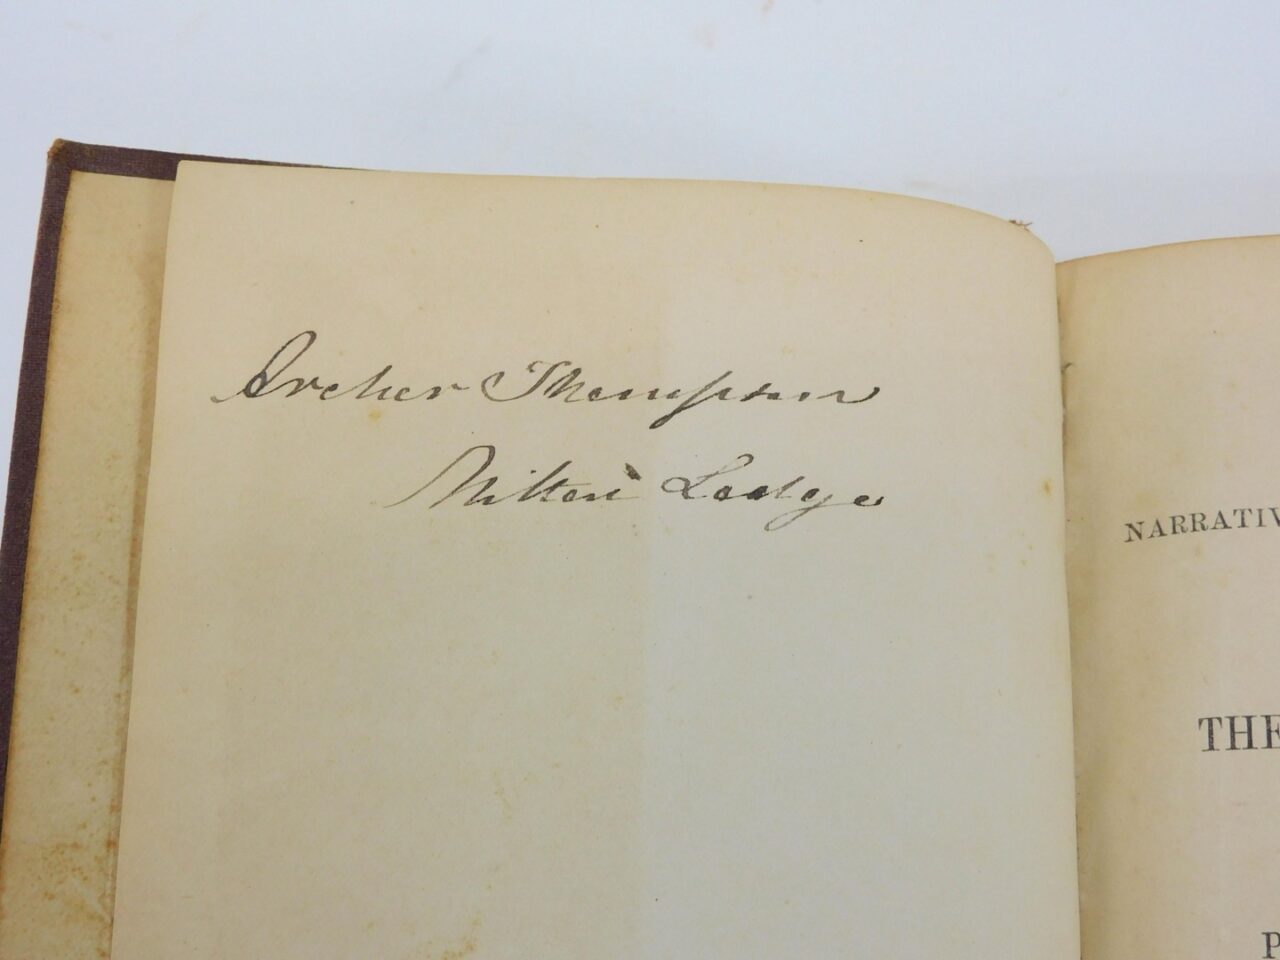 Archer Thompson
Milton Lodge
NARRATIV
THE
P